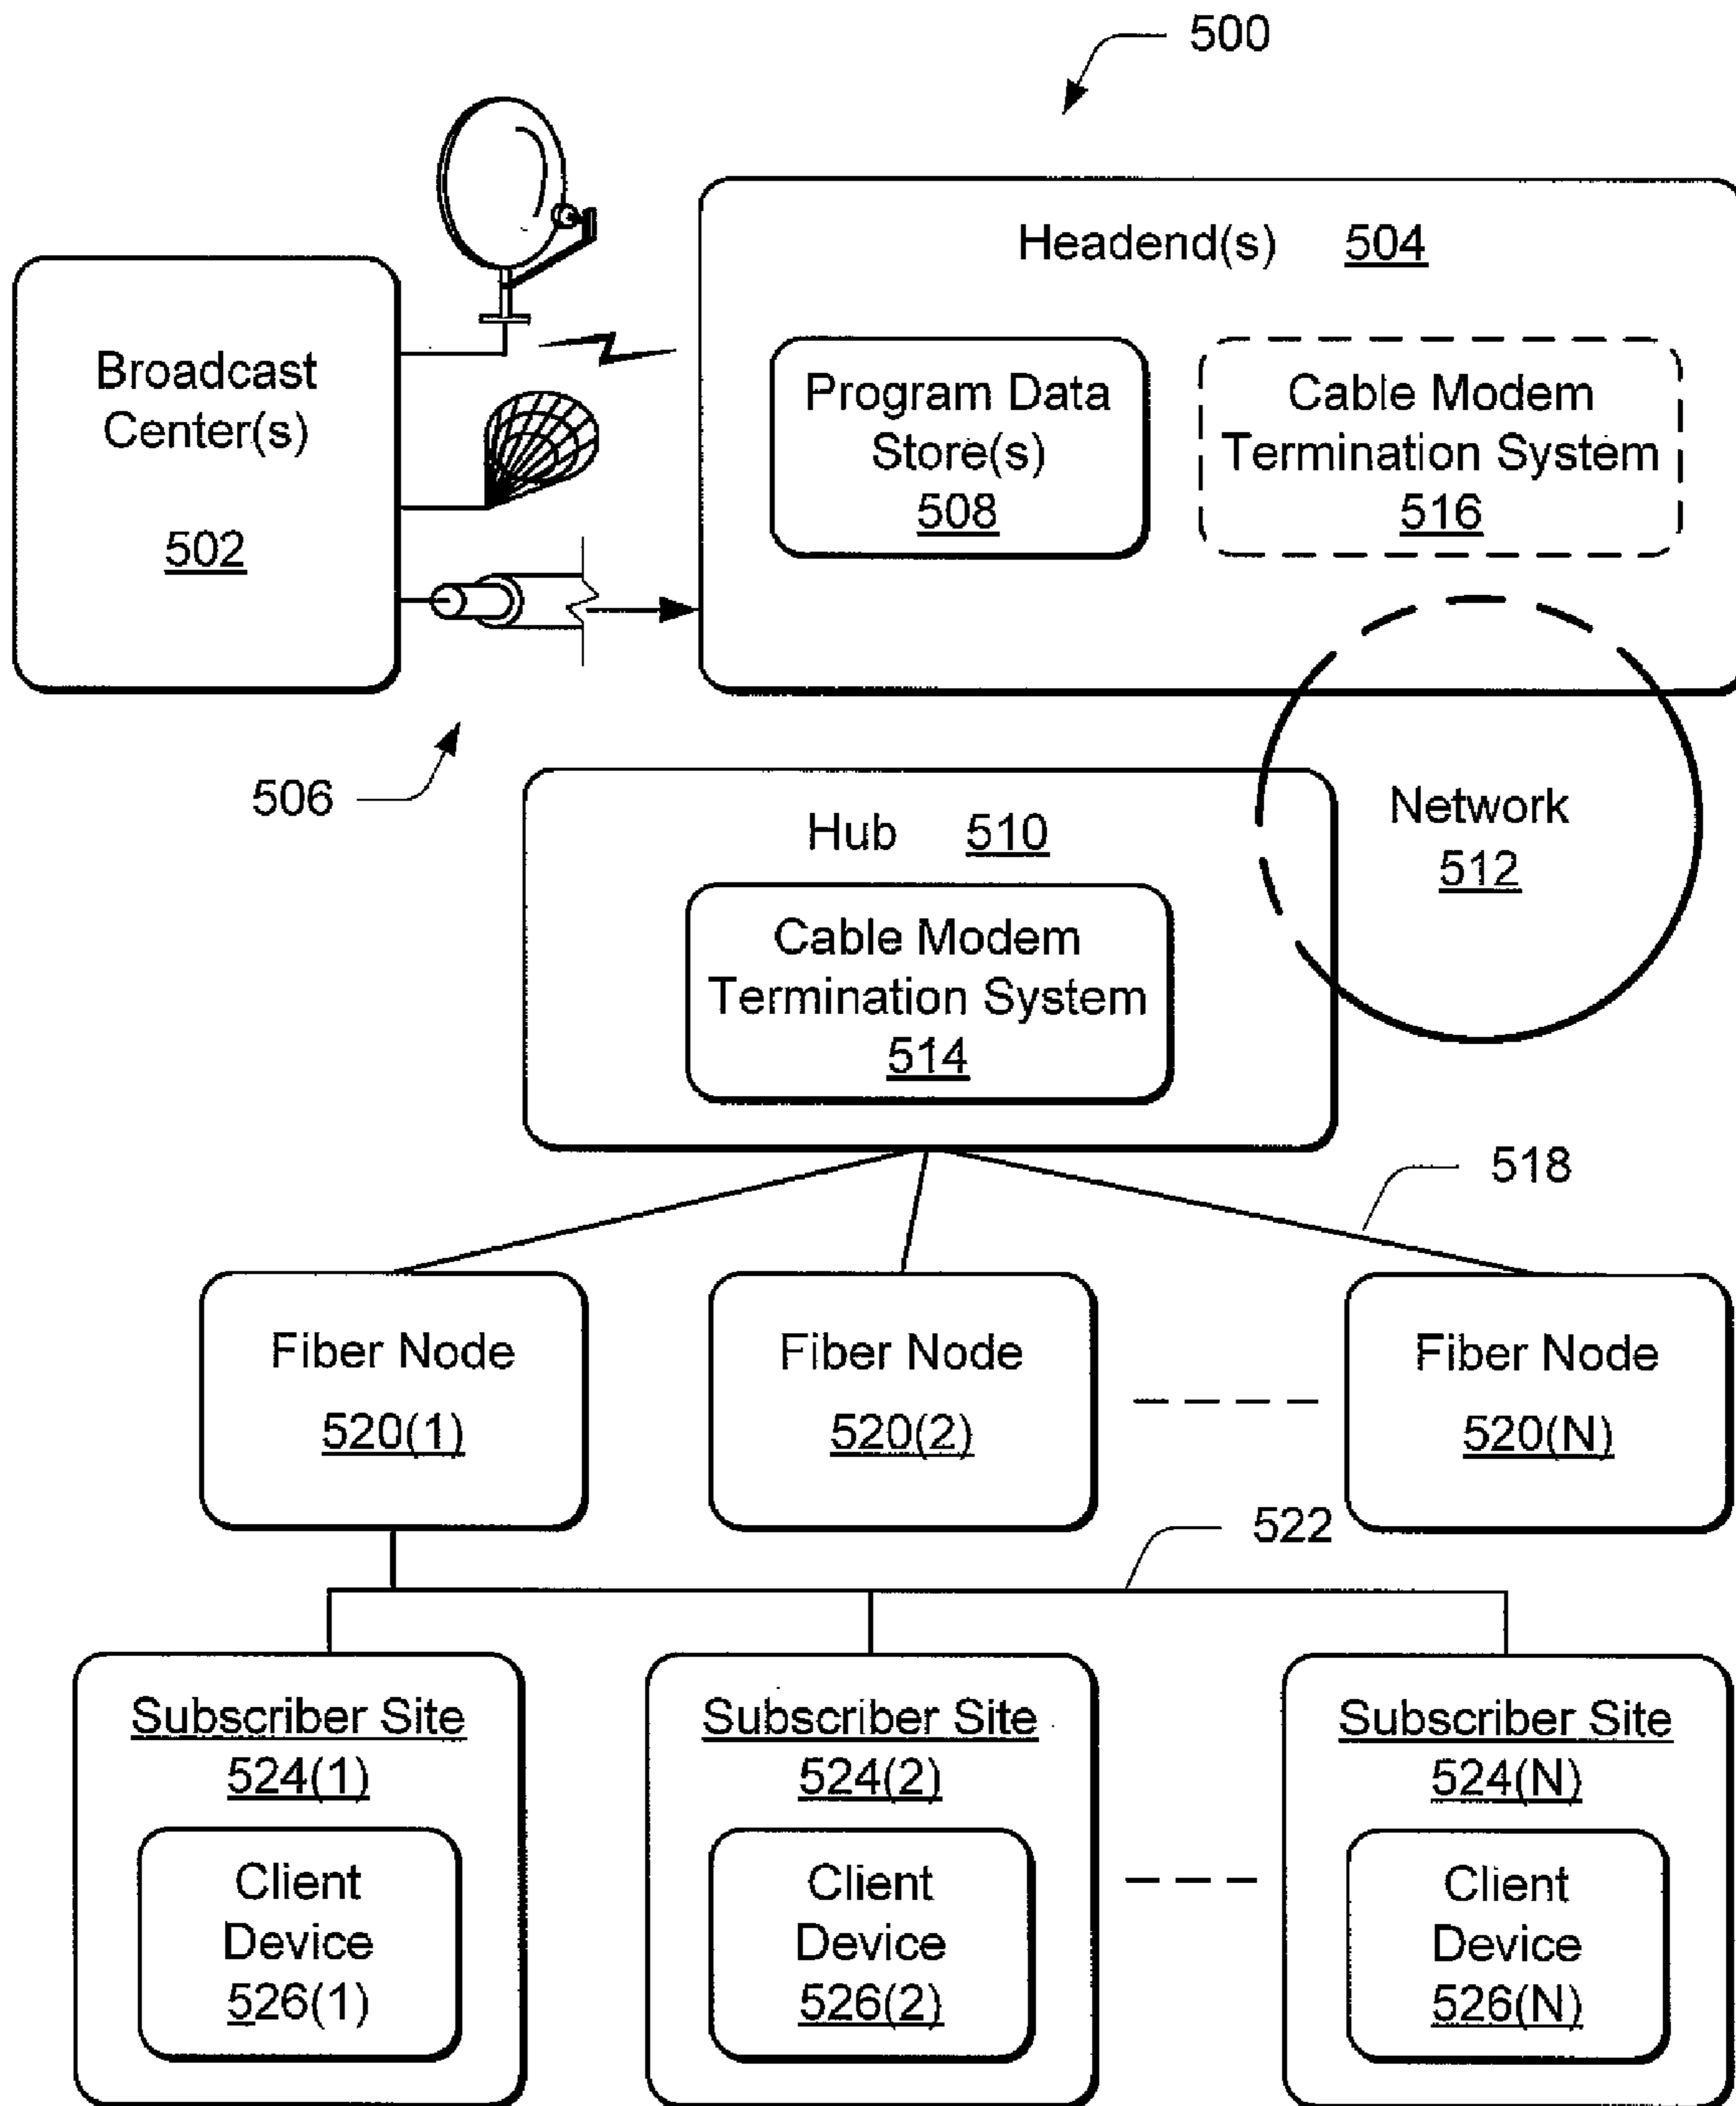 500
Headend(s) 504
Broadcast
Center(s)
502
Program Data
Store(s)
508
Cable Modem
Termination System
516
506
Hub 510
Network
512
Cable Modem
Termination System
514
518
Fiber Node
520(1)
Fiber Node
520(2)
Fiber Node
520(N)
522
Subscriber Site
524(1)
Client
Device
526(1)
Subscriber Site
524(2)
Client
Device
526(2)
Subscriber Site
524(N)
Client
Device
526(N)